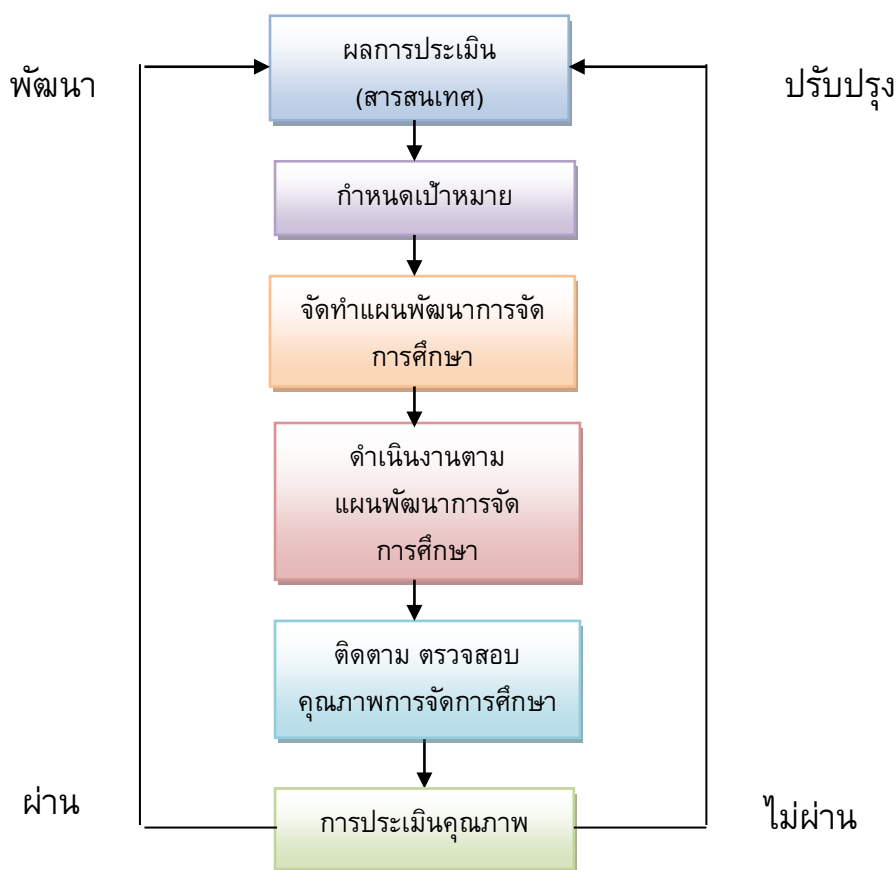 ผลการประเมิน
(สารสนเทศ)
พัฒนา
ปรับปรุง
กำหนดเป้าหมาย
จัดทำแผนพัฒนาการจัด
การศึกษา
ดำเนินงานตาม
แผนพัฒนาการจัด
การศึกษา
ติดตาม ตรวจสอบ
คุณภาพการจัดการศึกษา
ผ่าน
การประเมินคุณภาพ
ไม่ผ่าน